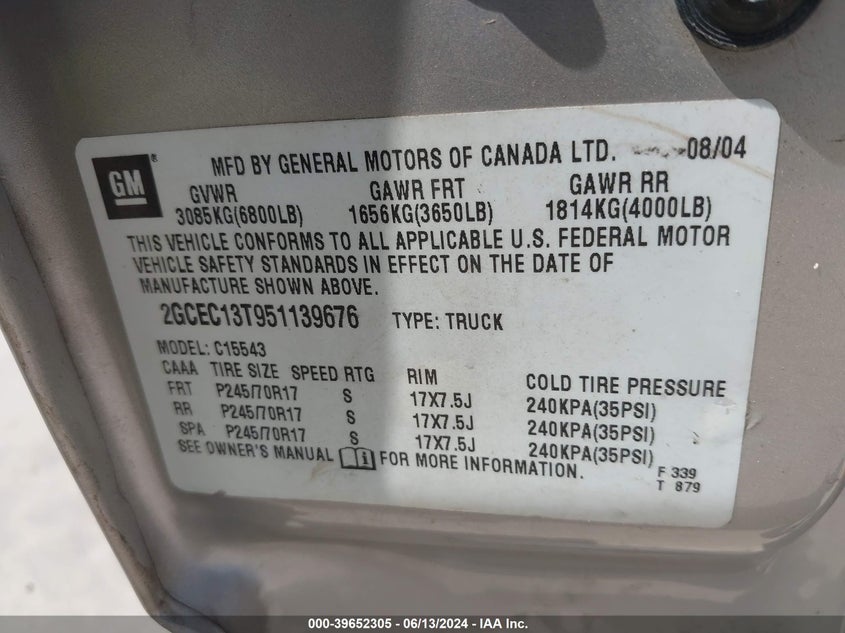 GM ®
MFD BY GENERAL MOTORS OF CANADA LTD. 08/04
GVWR GAWR FRT GAWR RR
3085KG(6800LB) 1656KG(3650LB) 1814KG(4000LB)
THIS VEHICLE CONFORMS TO ALL APPLICABLE U.S. FEDERAL MOTOR
VEHICLE SAFETY STANDARDS IN EFFECT ON THE DATE OF
MANUFACTURE SHOWN ABOVE.
2GCEC13T951139676 TYPE: TRUCK
MODEL: C15543
CAAA TIRE SIZE SPEED RTG RIM COLD TIRE PRESSURE
FRT P245/70R17 S 17X7.5J 240KPA(35PSI)
RR P245/70R17 S 17X7.5J 240KPA(35PSI)
SPA P245/70R17 S 17X7.5J 240KPA(35PSI)
SEE OWNER'S MANUAL i FOR MORE INFORMATION.
F 339
T 879
000-39652305 - 06/13/2024 - IAA Inc.